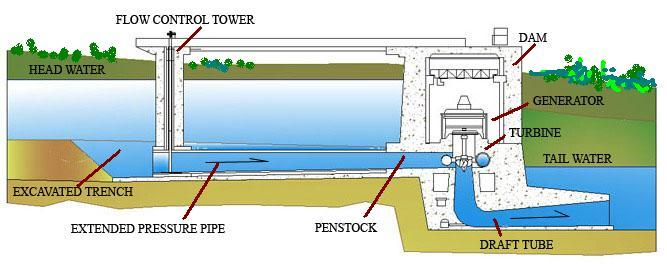 FLOW CONTROL TOWER
DAM
HEAD WATER
GENERATOR
TURBINE
TAIL WATER
EXCAVATED TRENCH
EXTENDED PRESSURE PIPE
PENSTOCK
DRAFT TUBE